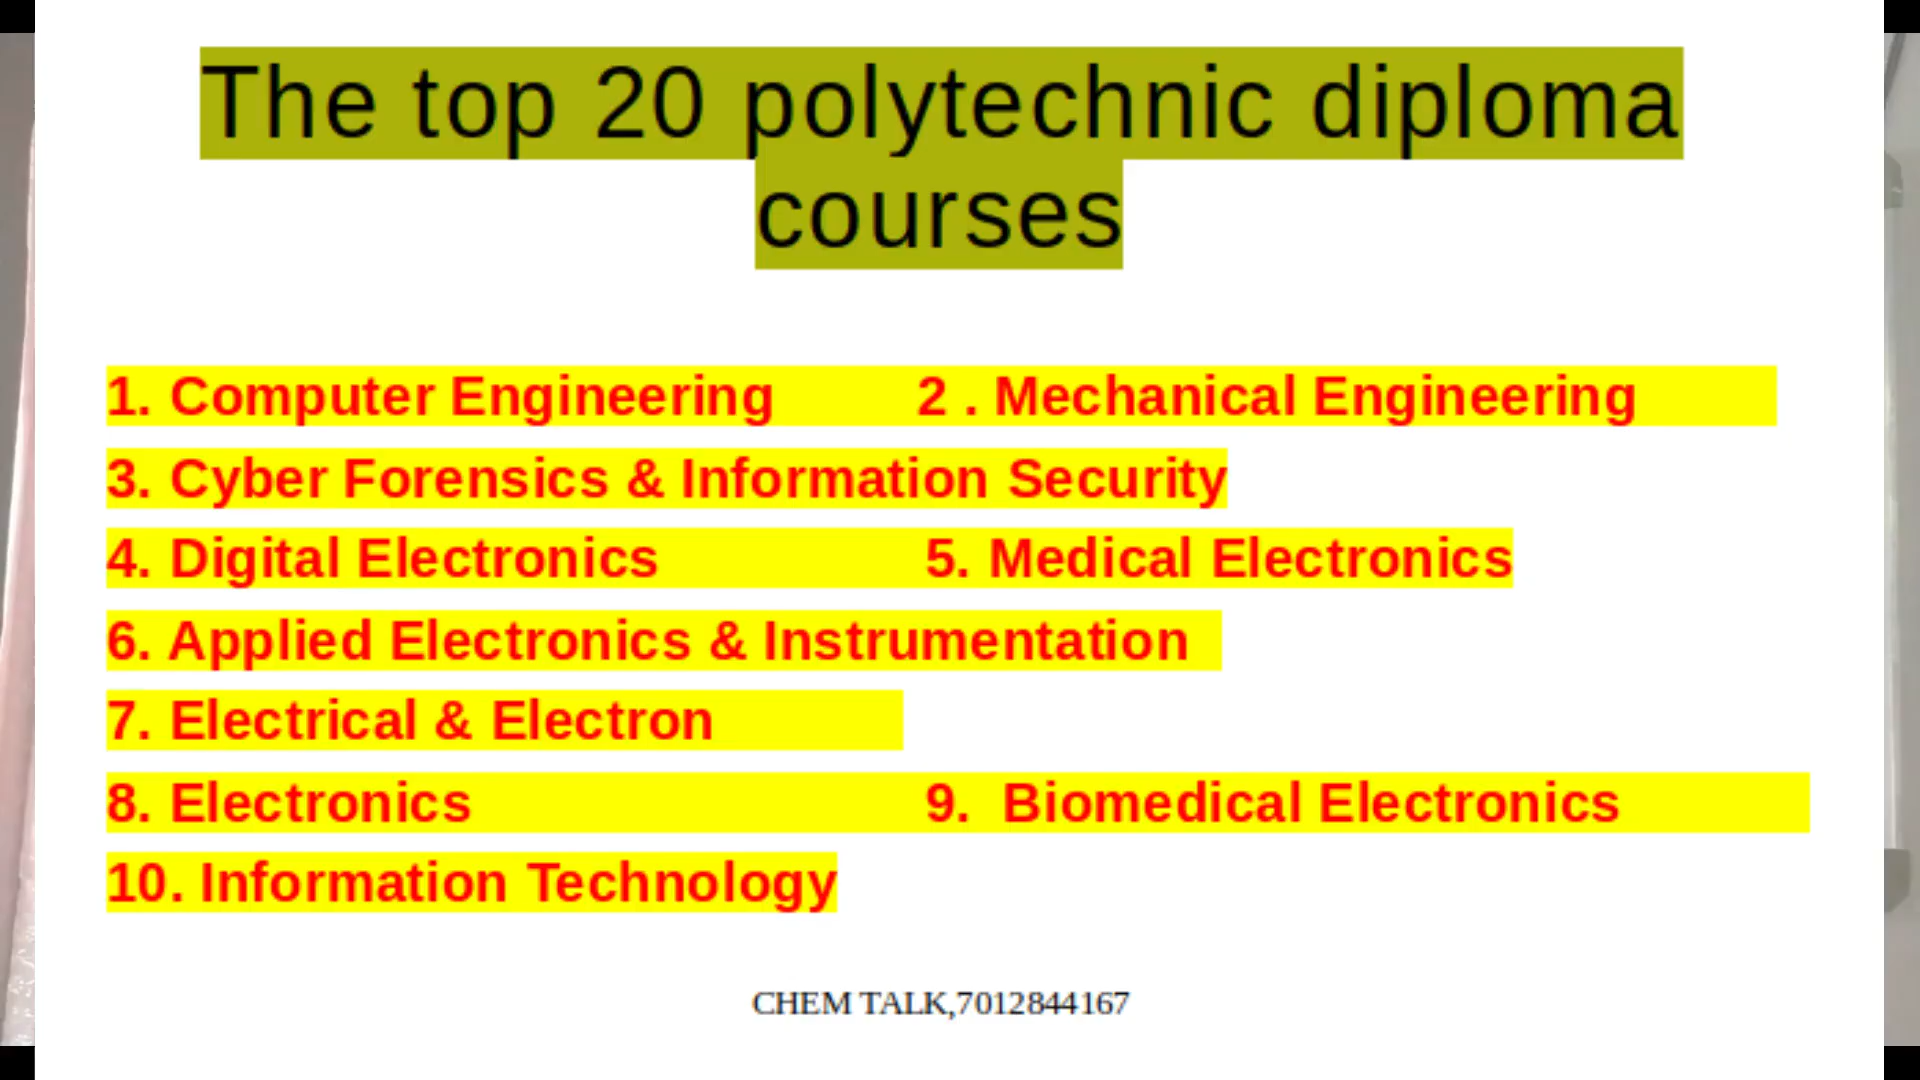 The top 20 polytechnic diploma
courses
1. Computer Engineering 2 . Mechanical Engineering
3. Cyber Forensics & Information Security
4. Digital Electronics 5. Medical Electronics
6. Applied Electronics & Instrumentation
7. Electrical & Electron
8. Electronics 9. Biomedical Electronics
10. Information Technology
CHEM TALK,7012844167